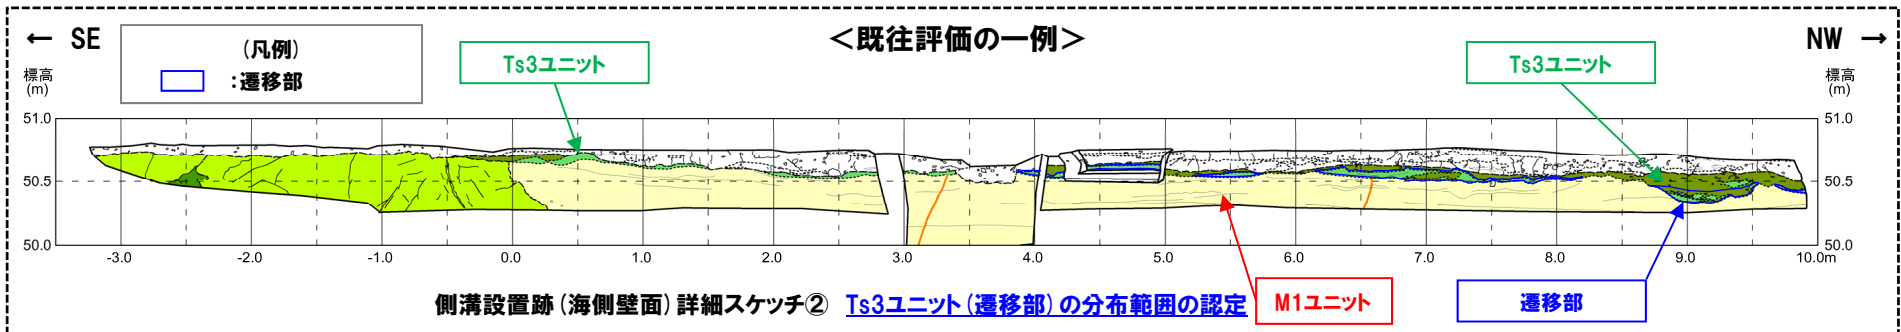 ← SE
(凡例)
:遷移部
＜既往評価の一例＞
NW →
Ts3ユニット
Ts3ユニット
標高
(m)
標高
(m)
51.0
51.0
50.5
50.5
50.0
50.0
-3.0 -2.0 -1.0 0.0 1.0 2.0 3.0 4.0 5.0 6.0 7.0 8.0 9.0 10.0m
側溝設置跡(海側壁面)詳細スケッチ② Ts3ユニット(遷移部)の分布範囲の認定
M1ユニット
遷移部